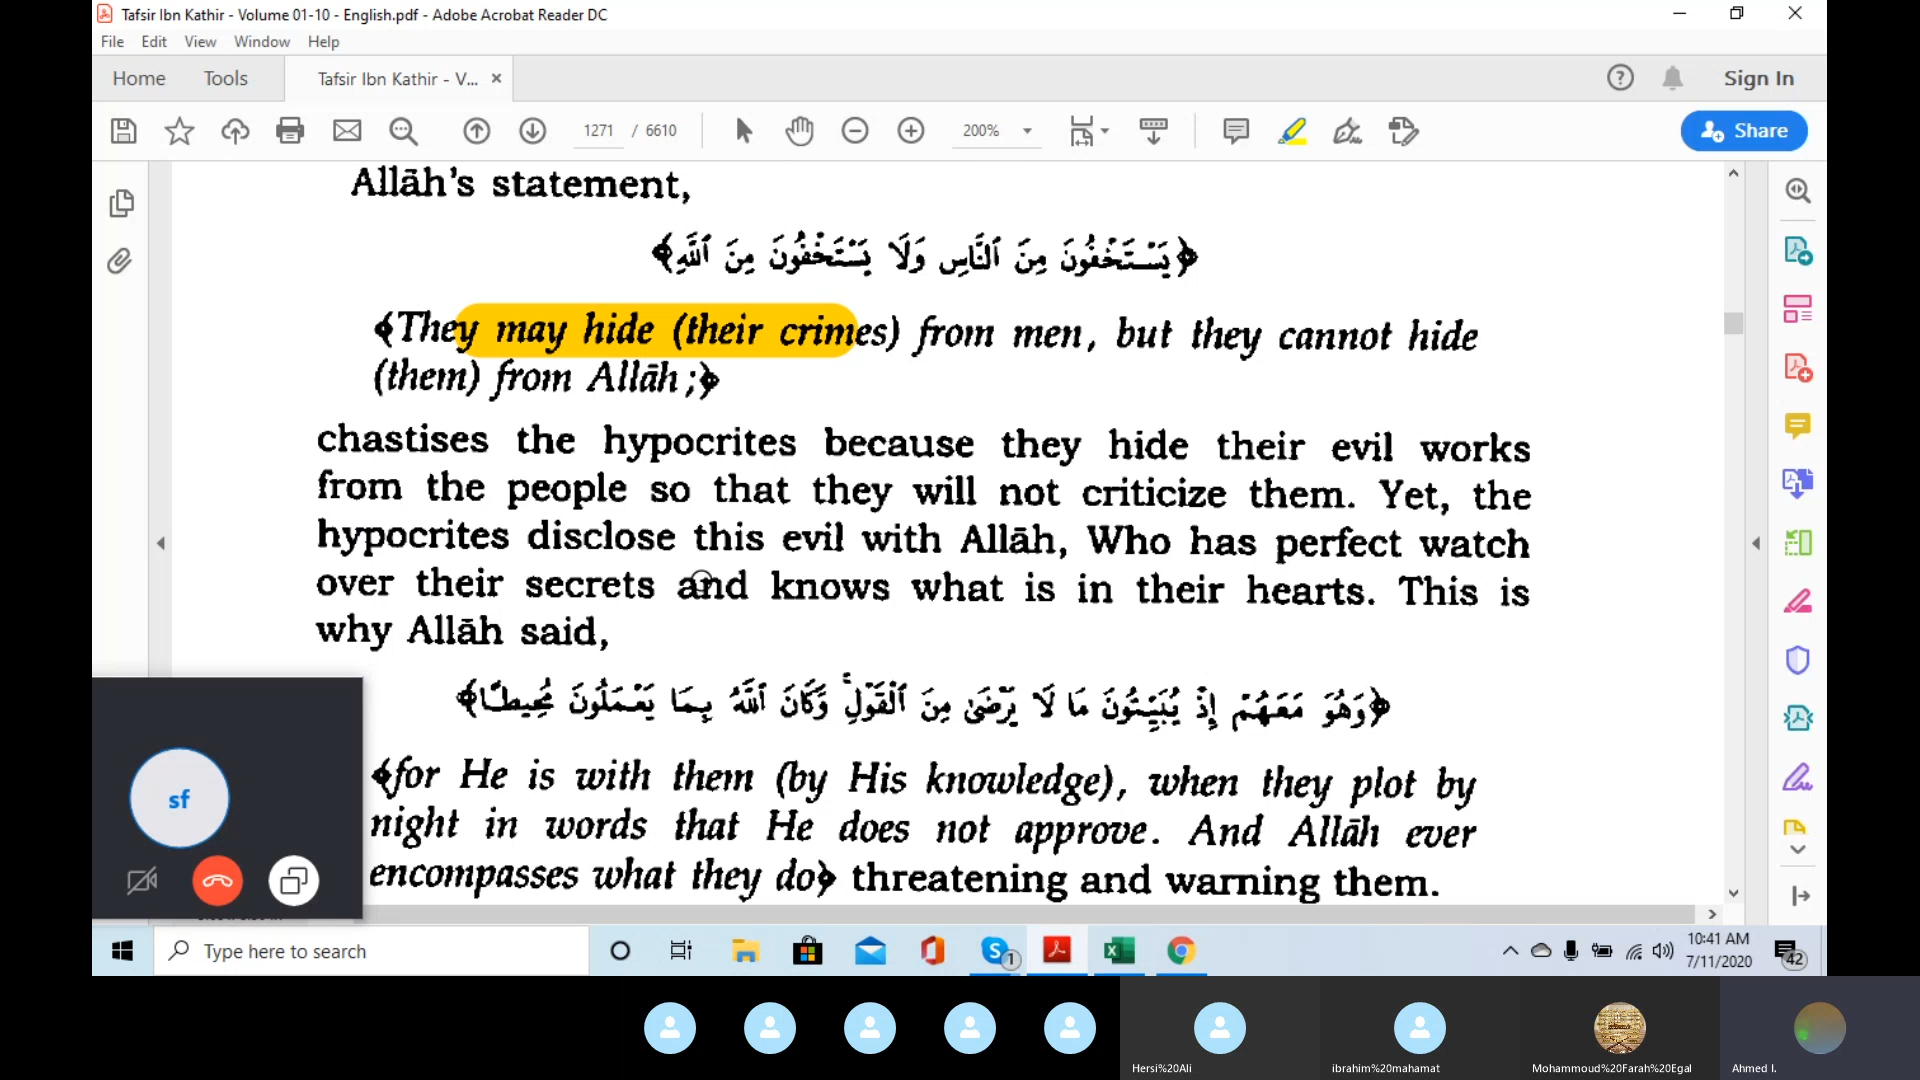 Tafsir Ibn Kathir - Volume 01-10 - English.pdf - Adobe Acrobat Reader DC
File Edit View Window Help
Home Tools Tafsir Ibn Kathir - V... × Sign In
1271 / 6610 200% Share
Allāh's statement,
﴿يَسْتَخْفُونَ مِنَ ٱلنَّاسِ وَلَا يَسْتَخْفُونَ مِنَ ٱللَّهِ﴾
﴾They may hide (their crimes) from men, but they cannot hide
(them) from Allāh;﴿
chastises the hypocrites because they hide their evil works
from the people so that they will not criticize them. Yet, the
hypocrites disclose this evil with Allāh, Who has perfect watch
over their secrets and knows what is in their hearts. This is
why Allāh said,
﴿وَهُوَ مَعَهُمْ إِذْ يُبَيِّتُونَ مَا لَا يَرْضَىٰ مِنَ ٱلْقَوْلِ ۚ وَكَانَ ٱللَّهُ بِمَا يَعْمَلُونَ مُحِيطًا﴾
﴾for He is with them (by His knowledge), when they plot by
night in words that He does not approve. And Allāh ever
encompasses what they do﴿ threatening and warning them.
sf
Type here to search
1
10:41 AM
7/11/2020
42
Hersi%20Ali
ibrahim%20mahamat
Mohammoud%20Farah%20Egal
Ahmed I.